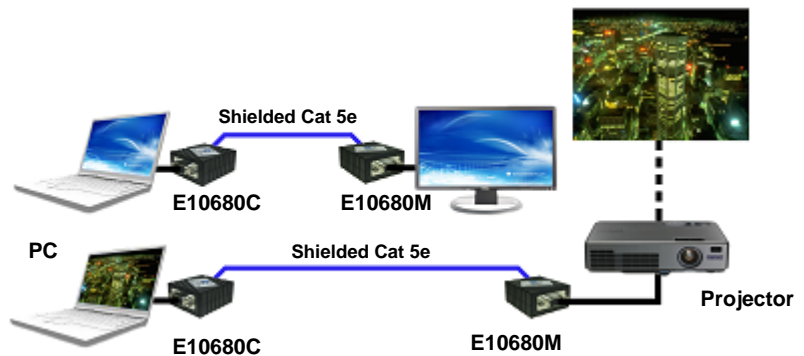 Shielded Cat 5e
E10680C
E10680M
PC
Shielded Cat 5e
Projector
E10680C
E10680M